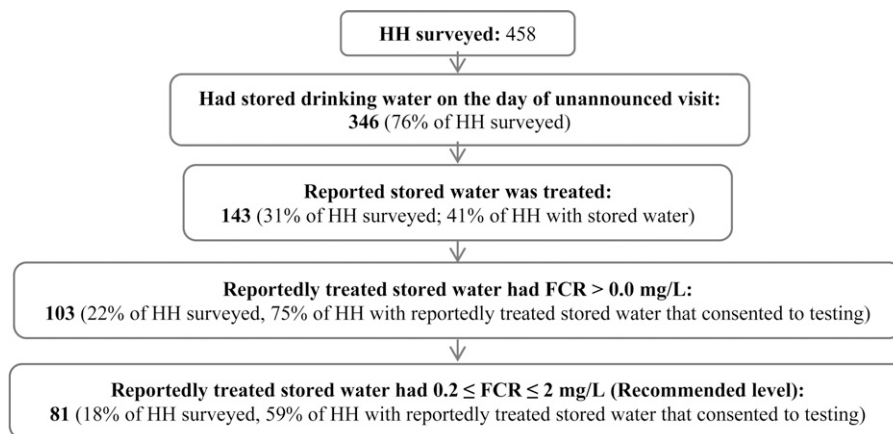 HH surveyed: 458
Had stored drinking water on the day of unannounced visit:
346 (76% of HH surveyed)
Reported stored water was treated:
143 (31% of HH surveyed; 41% of HH with stored water)
Reportedly treated stored water had FCR > 0.0 mg/L:
103 (22% of HH surveyed, 75% of HH with reportedly treated stored water that consented to testing)
Reportedly treated stored water had 0.2 ≤ FCR ≤ 2 mg/L (Recommended level):
81 (18% of HH surveyed, 59% of HH with reportedly treated stored water that consented to testing)